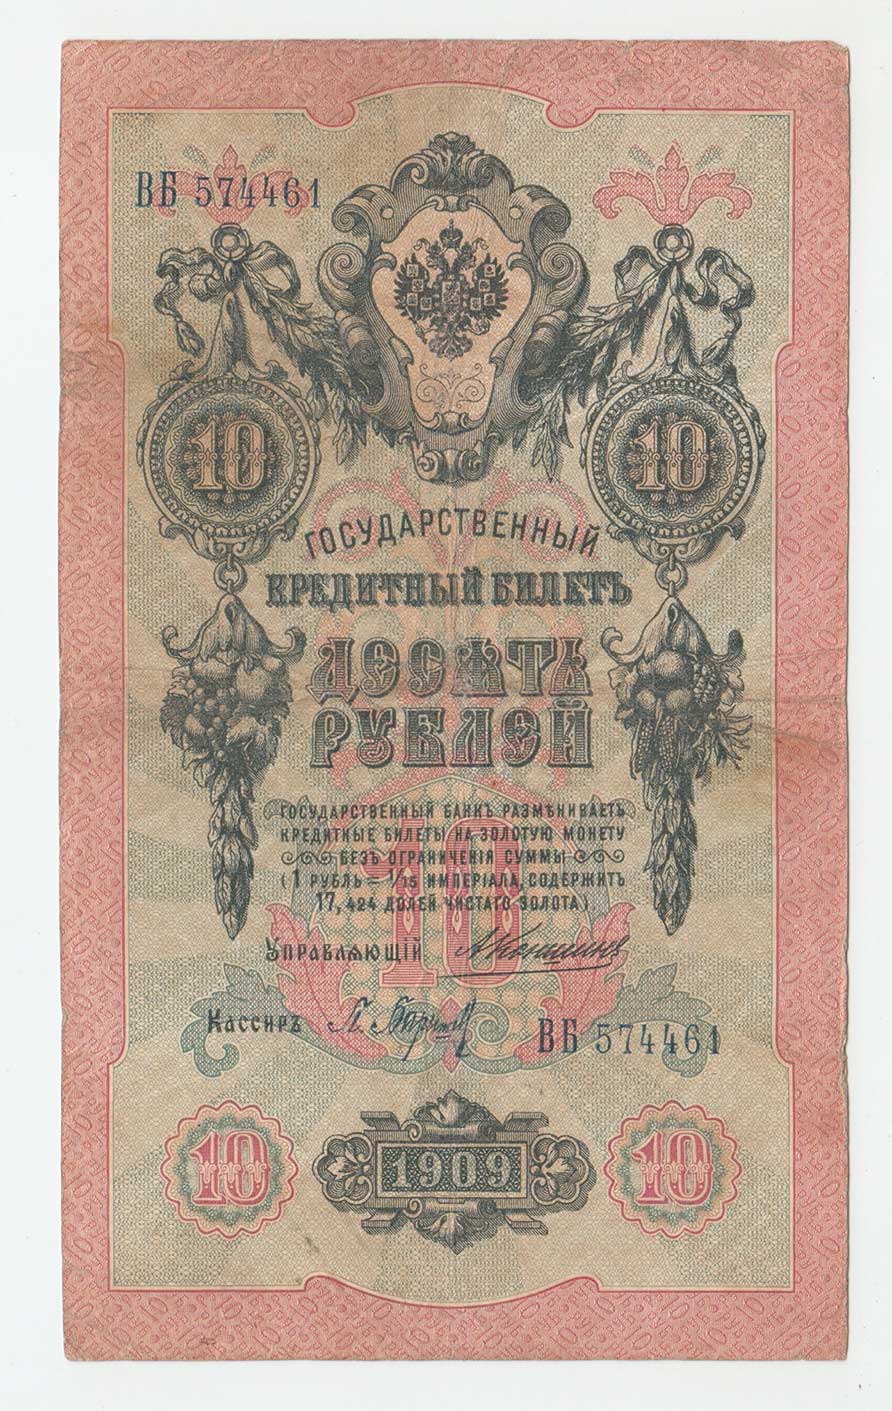 ВБ 574461
10 10
ГОСУДАРСТВЕННЫЙ
КРЕДИТНЫЙ БИЛЕТЪ
ДЕСЯТЬ
РУБЛЕЙ
ГОСУДАРСТВЕННЫЙ БАНКЪ РАЗМѢНИВАЕТЪ
КРЕДИТНЫЕ БИЛЕТЫ НА ЗОЛОТУЮ МОНЕТУ
БЕЗЪ ОГРАНИЧЕНІЯ СУММЫ
(1 РУБЛЬ = 1/15 ИМПЕРІАЛА, СОДЕРЖИТЪ
17,424 ДОЛЕЙ ЧИСТАГО ЗОЛОТА)
10
УПРАВЛЯЮЩІЙ АКоншинъ
КАССИРЪ
ВБ 574461
10 1909 10